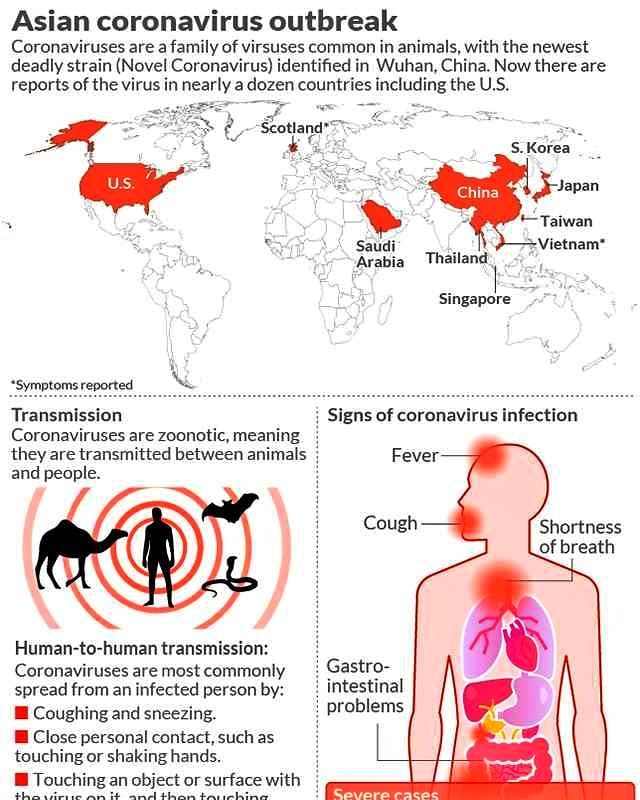 Asian coronavirus outbreak
Coronaviruses are a family of virsuses common in animals, with the newest
deadly strain (Novel Coronavirus) identified in Wuhan, China. Now there are
reports of the virus in nearly a dozen countries including the U.S.
Scotland*
S. Korea
U.S.
China
Japan
Taiwan
Saudi
Arabia
Vietnam*
Thailand
Singapore
*Symptoms reported
Transmission
Coronaviruses are zoonotic, meaning
they are transmitted between animals
and people.
Human-to-human transmission:
Coronaviruses are most commonly
spread from an infected person by:
Coughing and sneezing.
Close personal contact, such as
touching or shaking hands.
Touching an object or surface with
the virus on it, and then touching
Signs of coronavirus infection
Fever
Cough
Shortness
of breath
Gastro-
intestinal
problems
Severe cases